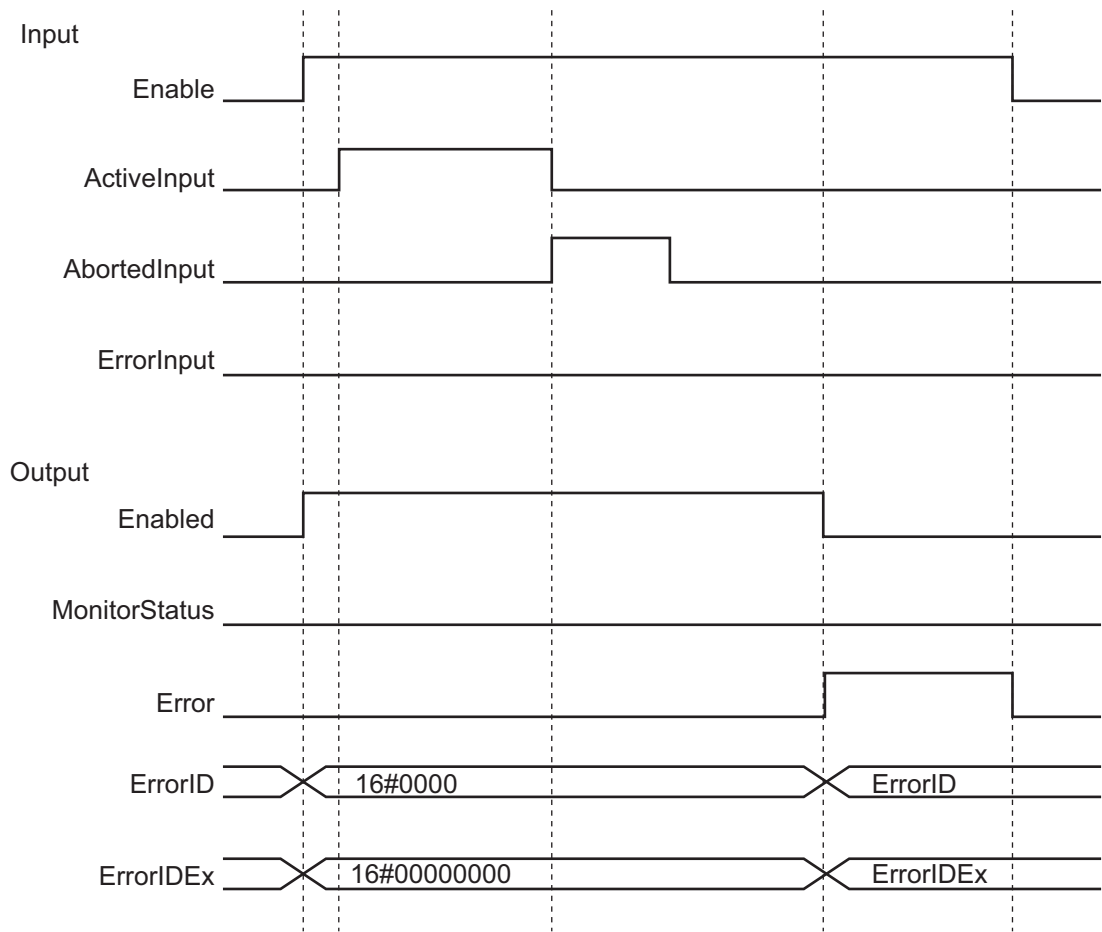 Input
Enable
ActiveInput
AbortedInput
ErrorInput
Output
Enabled
MonitorStatus
Error
ErrorID 16#0000 ErrorID
ErrorIDEx 16#00000000 ErrorIDEx